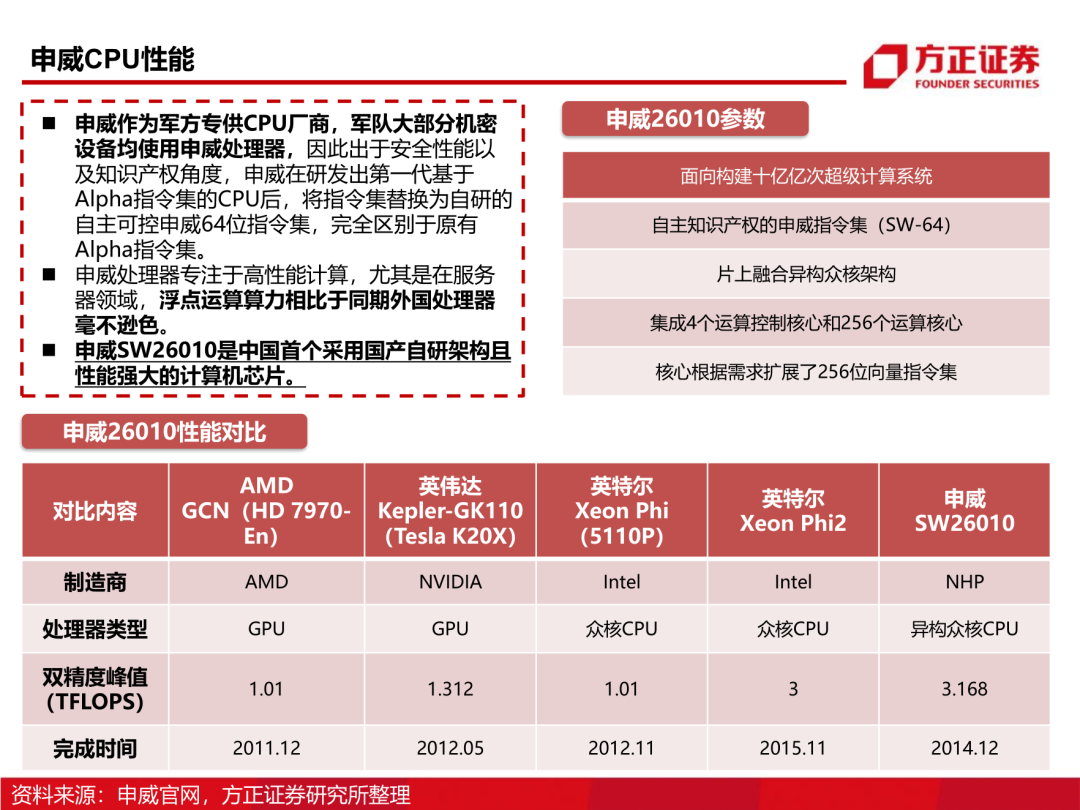 申威CPU性能
方正证券
FOUNDER SECURITIES
■ 申威作为军方专供CPU厂商，军队大部分机密
设备均使用申威处理器，因此出于安全性能以
及知识产权角度，申威在研发出第一代基于
Alpha指令集的CPU后，将指令集替换为自研的
自主可控申威64位指令集，完全区别于原有
Alpha指令集。
■ 申威处理器专注于高性能计算，尤其是在服务
器领域，浮点运算算力相比于同期外国处理器
毫不逊色。
■ 申威SW26010是中国首个采用国产自研架构且
性能强大的计算机芯片。
申威26010参数
面向构建十亿亿次超级计算系统
自主知识产权的申威指令集（SW-64）
片上融合异构众核架构
集成4个运算控制核心和256个运算核心
核心根据需求扩展了256位向量指令集
申威26010性能对比
对比内容
AMD
GCN（HD 7970-
En）
英伟达
Kepler-GK110
（Tesla K20X）
英特尔
Xeon Phi
（5110P）
英特尔
Xeon Phi2
申威
SW26010
制造商 AMD NVIDIA Intel Intel NHP
处理器类型 GPU GPU 众核CPU 众核CPU 异构众核CPU
双精度峰值
（TFLOPS） 1.01 1.312 1.01 3 3.168
完成时间 2011.12 2012.05 2012.11 2015.11 2014.12
资料来源：申威官网，方正证券研究所整理